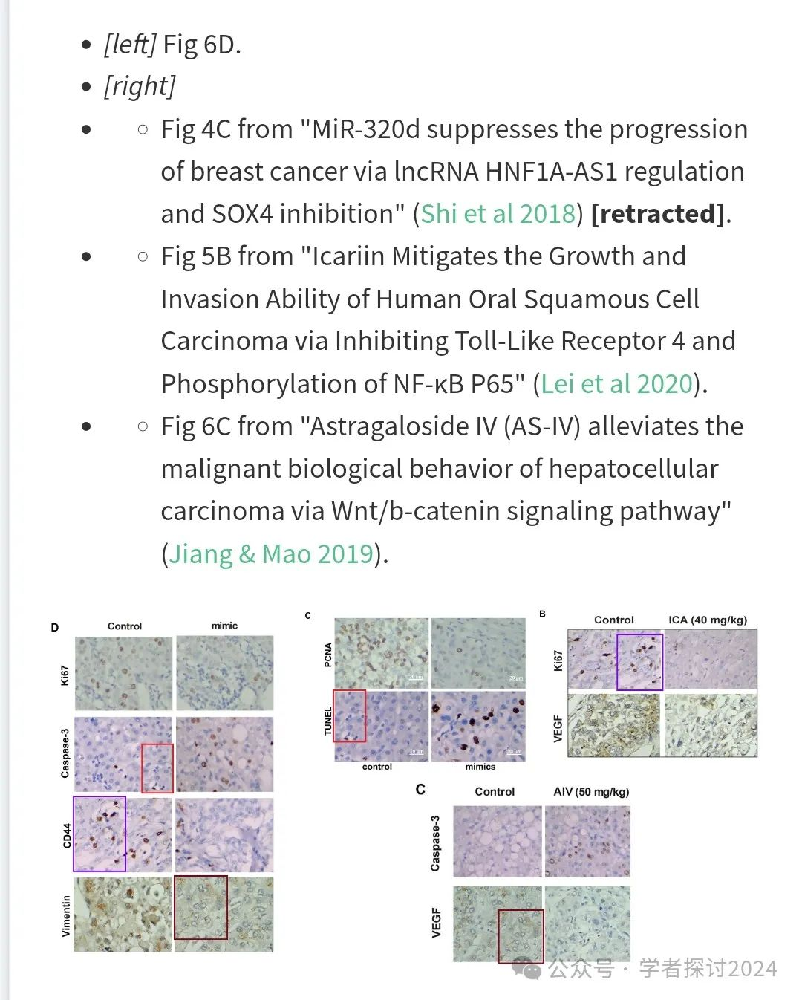 [left] Fig 6D.
[right]
Fig 4C from "MiR-320d suppresses the progression
of breast cancer via lncRNA HNF1A-AS1 regulation
and SOX4 inhibition" (Shi et al 2018) [retracted].
Fig 5B from "Icariin Mitigates the Growth and
Invasion Ability of Human Oral Squamous Cell
Carcinoma via Inhibiting Toll-Like Receptor 4 and
Phosphorylation of NF-κB P65" (Lei et al 2020).
Fig 6C from "Astragaloside IV (AS-IV) alleviates the
malignant biological behavior of hepatocellular
carcinoma via Wnt/b-catenin signaling pathway"
(Jiang & Mao 2019).
D
Control mimic
Ki67
Caspase-3
CD44
Vimentin
C
PCNA
20 μm 20 μm
TUNEL
20 μm 20 μm
control mimics
B
Control ICA (40 mg/kg)
Ki67
VEGF
C
Control AIV (50 mg/kg)
Caspase-3
VEGF
公众号 · 学者探讨2024